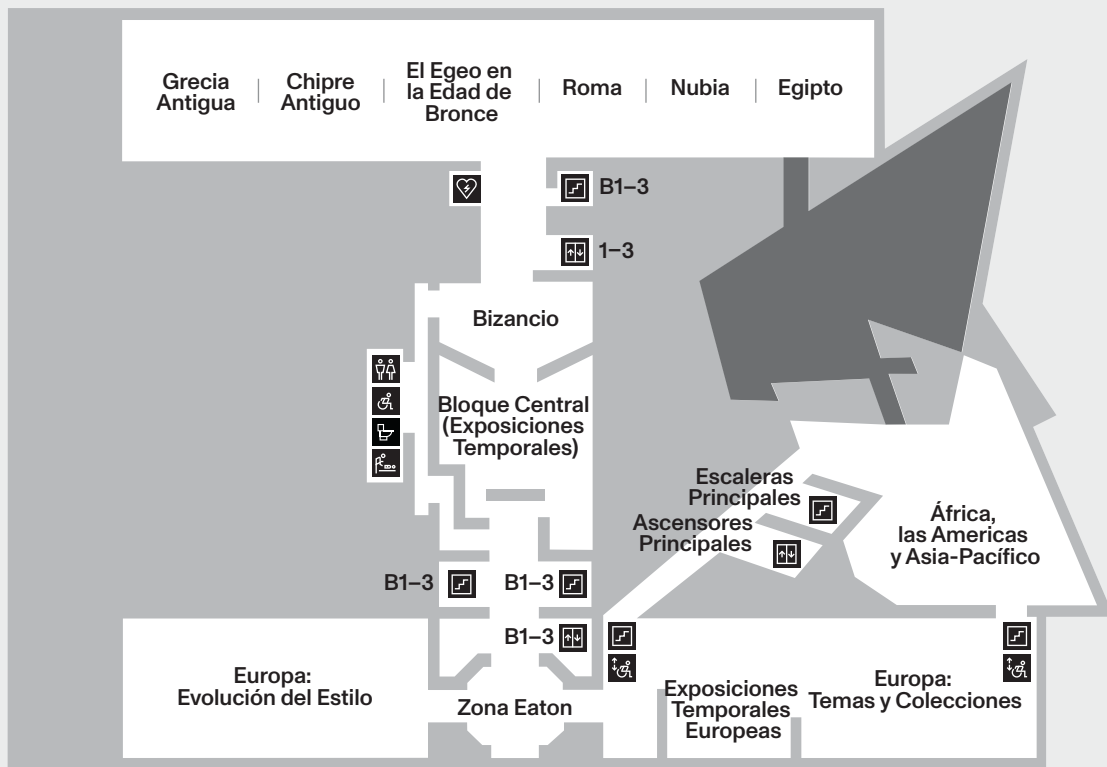 Grecia
Antigua
Chipre
Antiguo
El Egeo en
la Edad de
Bronce
Roma
Nubia
Egipto
B1–3
1–3
Bizancio
Bloque Central
(Exposiciones
Temporales)
Escaleras
Principales
Ascensores
Principales
África,
las Americas
y Asia-Pacífico
B1–3
B1–3
B1–3
Europa:
Evolución del Estilo
Zona Eaton
Exposiciones
Temporales
Europeas
Europa:
Temas y Colecciones